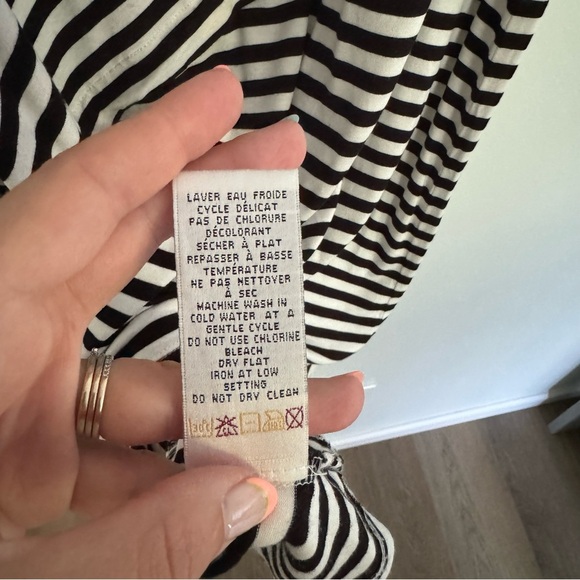 LAVER EAU FROIDE
CYCLE DÉLICAT
PAS DE CHLORURE
DÉCOLORANT
SÉCHER À PLAT
REPASSER À BASSE
TEMPÉRATURE
NE PAS NETTOYER
À SEC
MACHINE WASH IN
COLD WATER AT A
GENTLE CYCLE
DO NOT USE CHLORINE
BLEACH
DRY FLAT
IRON AT LOW
SETTING
DO NOT DRY CLEAN